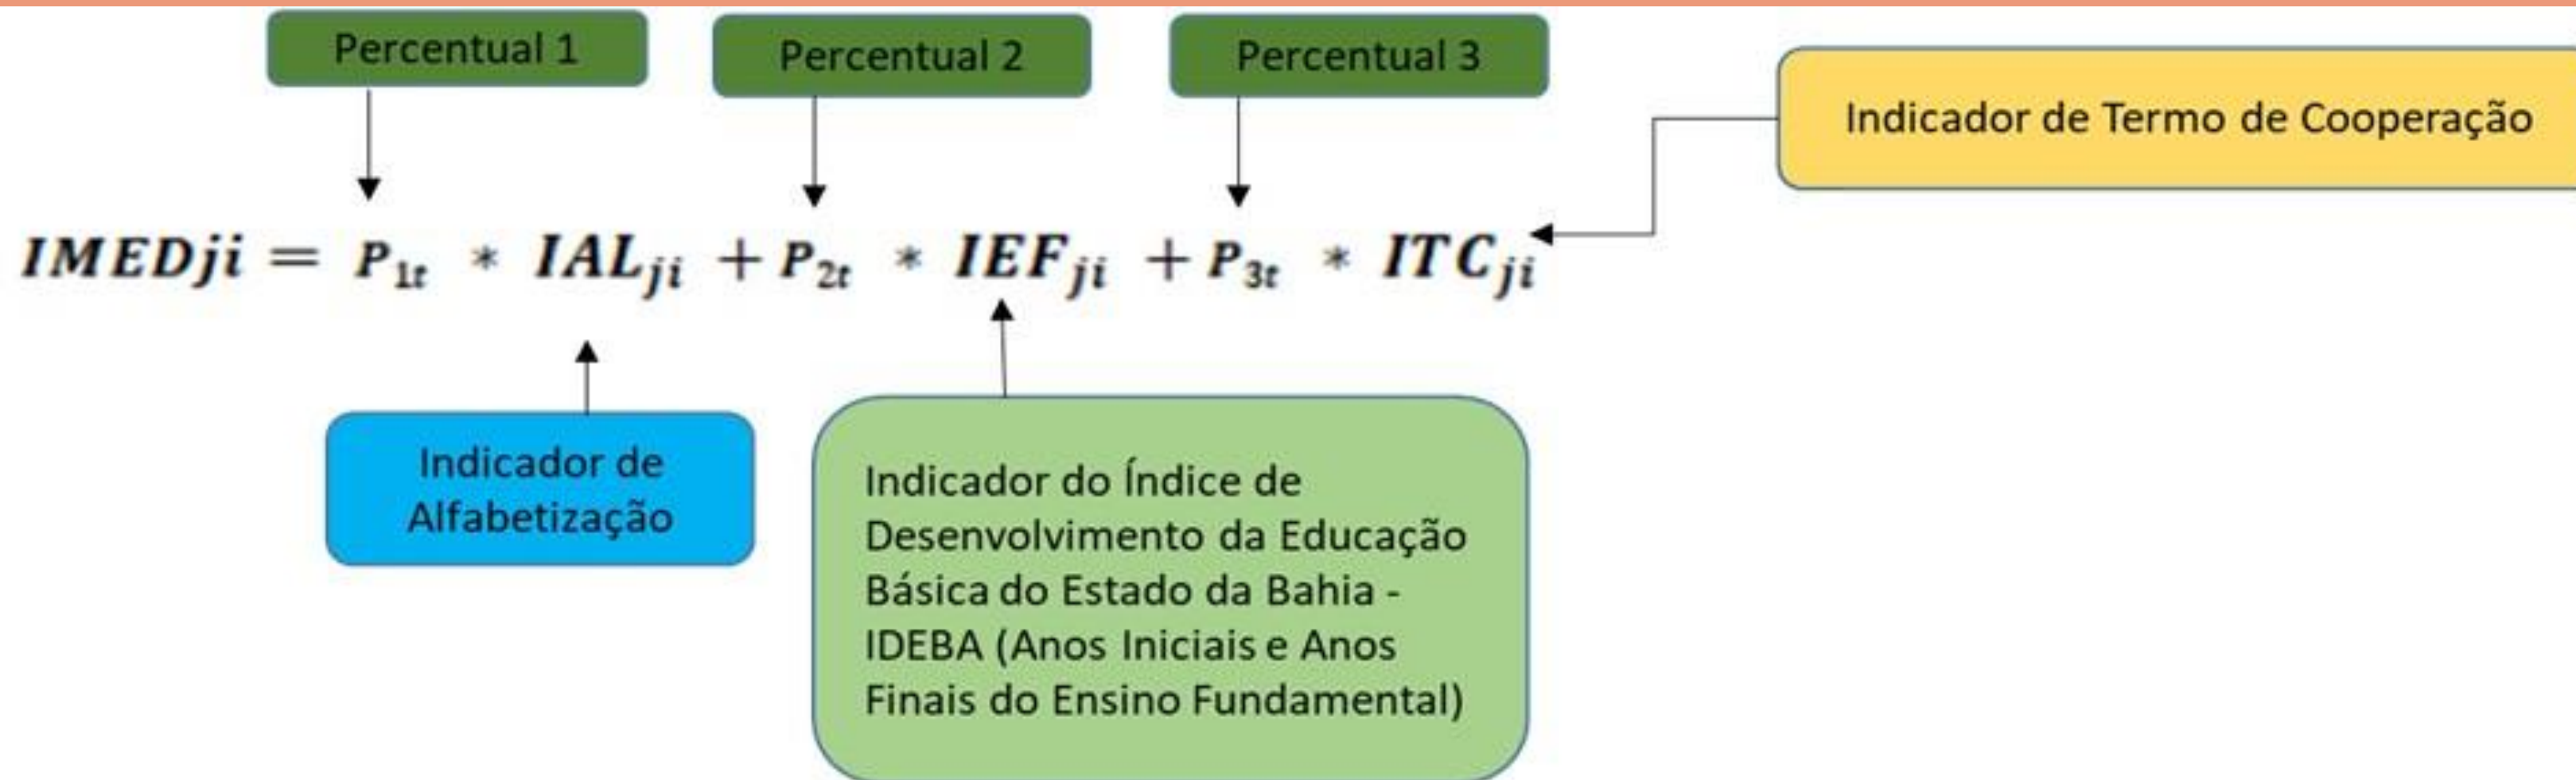 Percentual 1
Percentual 2
Percentual 3
Indicador de Termo de Cooperação
IMEDji = P₁ₜ * IALⱼᵢ + P₂ₜ * IEFⱼᵢ + P₃ₜ * ITCⱼᵢ
Indicador de
Alfabetização
Indicador do Índice de
Desenvolvimento da Educação
Básica do Estado da Bahia -
IDEBA (Anos Iniciais e Anos
Finais do Ensino Fundamental)